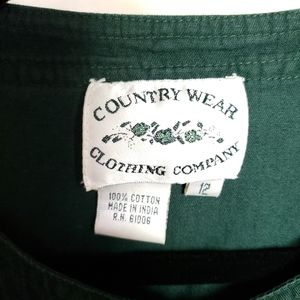 COUNTRY WEAR
CLOTHING COMPANY
12
100% COTTON
MADE IN INDIA
R.N. 61006